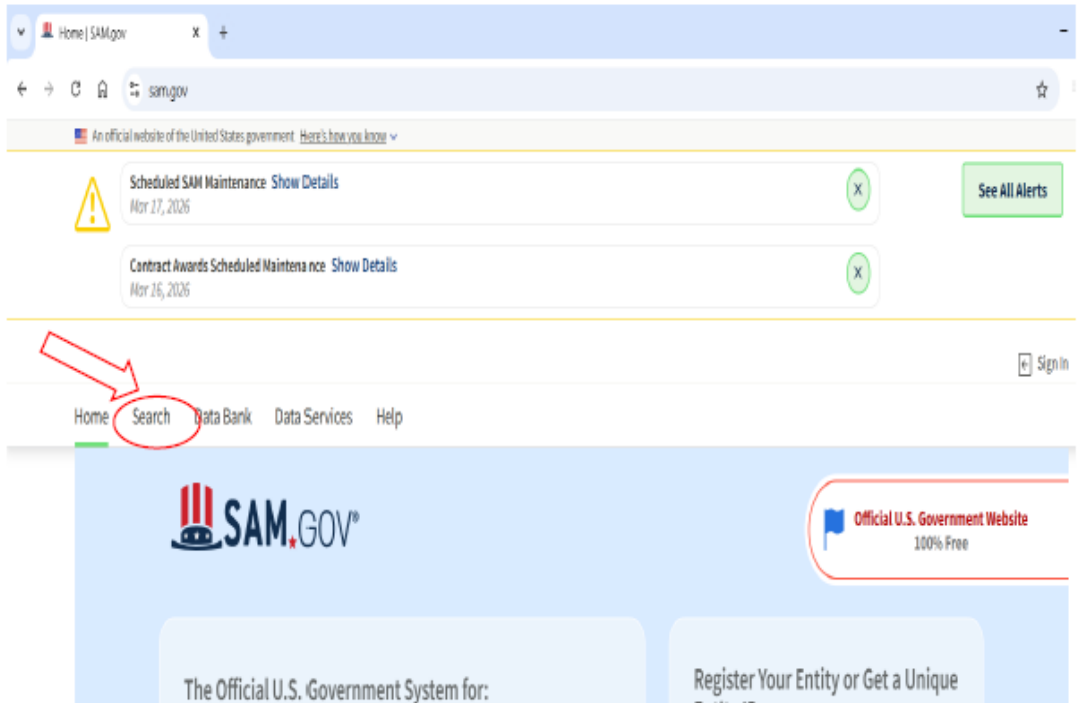 Home | SAM.gov X +
sam.gov
An official website of the United States government Here's how you know
Scheduled SAM Maintenance Show Details
Mar 17, 2026
X
See All Alerts
Contract Awards Scheduled Maintenance Show Details
Mar 16, 2026
X
Sign In
Home Search Data Bank Data Services Help
SAM.GOV®
Official U.S. Government Website
100% Free
The Official U.S. Government System for:
Register Your Entity or Get a Unique